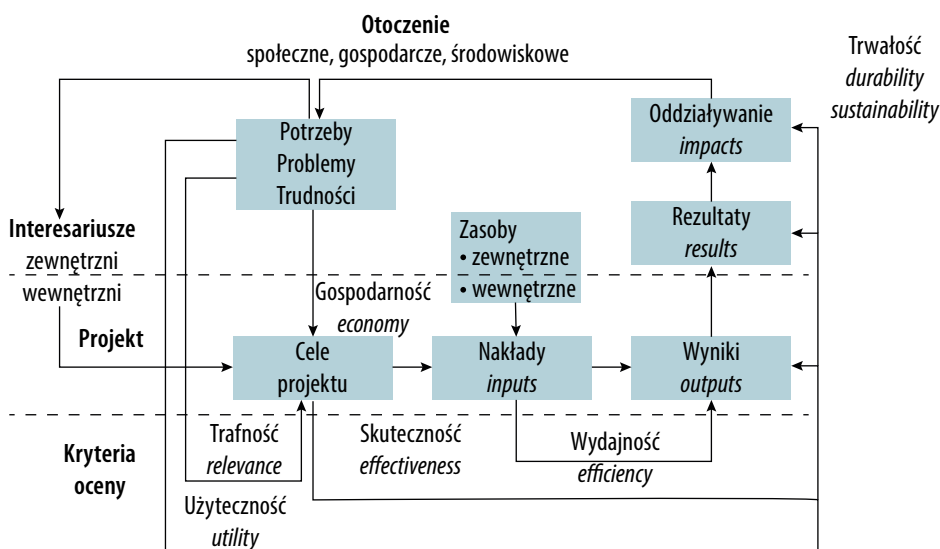 Otoczenie
społeczne, gospodarcze, środowiskowe
Trwałość
durability
sustainability
Potrzeby
Problemy
Trudności
Oddziaływanie
impacts
Interesariusze
zewnętrzni
wewnętrzni
Zasoby
• zewnętrzne
• wewnętrzne
Rezultaty
results
Gospodarność
economy
Projekt
Cele
projektu
Nakłady
inputs
Wyniki
outputs
Kryteria
oceny
Trafność
relevance
Skuteczność
effectiveness
Wydajność
efficiency
Użyteczność
utility